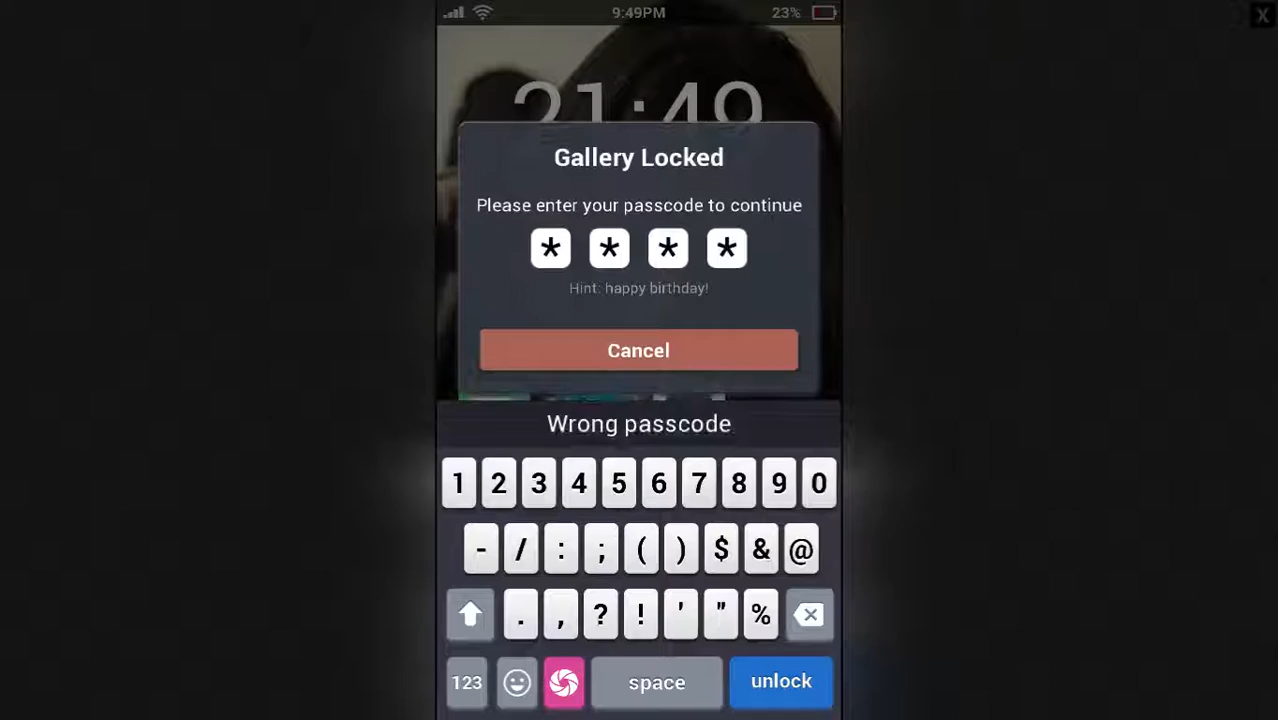 9:49PM
23%
X
21:49
Gallery Locked
Please enter your passcode to continue
* * * *
Hint: happy birthday!
Cancel
Wrong passcode
1 2 3 4 5 6 7 8 9 0
- / : ; ( ) $ & @
. , ? ! ' " %
123 space unlock